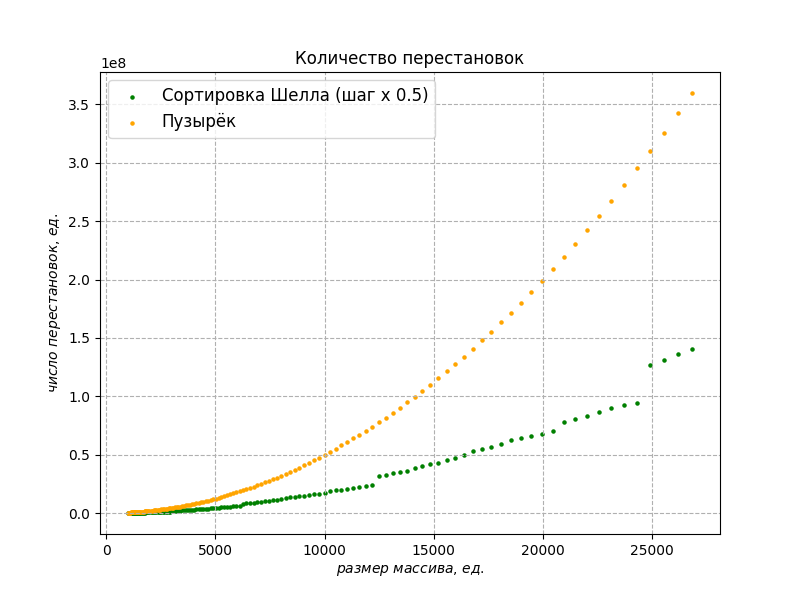 Количество перестановок
1e8
Сортировка Шелла (шаг x 0.5)
Пузырёк
3.5
3.0
2.5
2.0
1.5
1.0
0.5
0.0
число перестановок, ед.
0 5000 10000 15000 20000 25000
размер массива, ед.